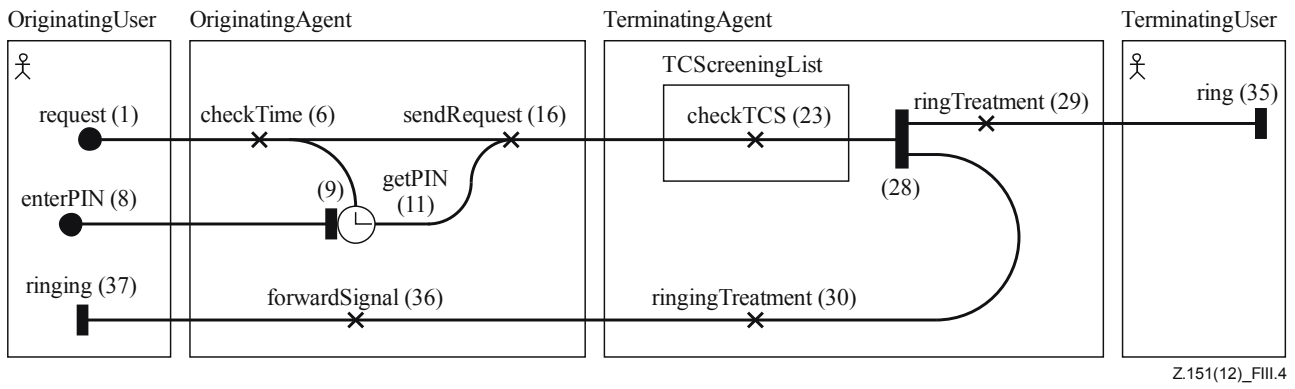 OriginatingUser OriginatingAgent TerminatingAgent TerminatingUser
TCScreeningList
request (1) checkTime (6) sendRequest (16) checkTCS (23) ringTreatment (29) ring (35)
enterPIN (8) (9) getPIN
(11) (28)
ringing (37) forwardSignal (36) ringingTreatment (30)
Z.151(12)_FIII.4